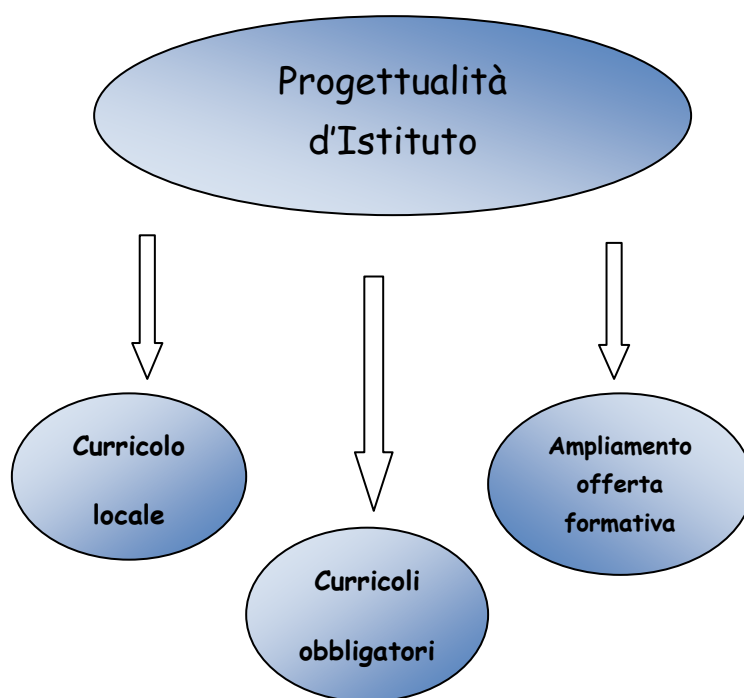 Progettualità
d'Istituto
Curricolo
locale
Curricoli
obbligatori
Ampliamento
offerta
formativa